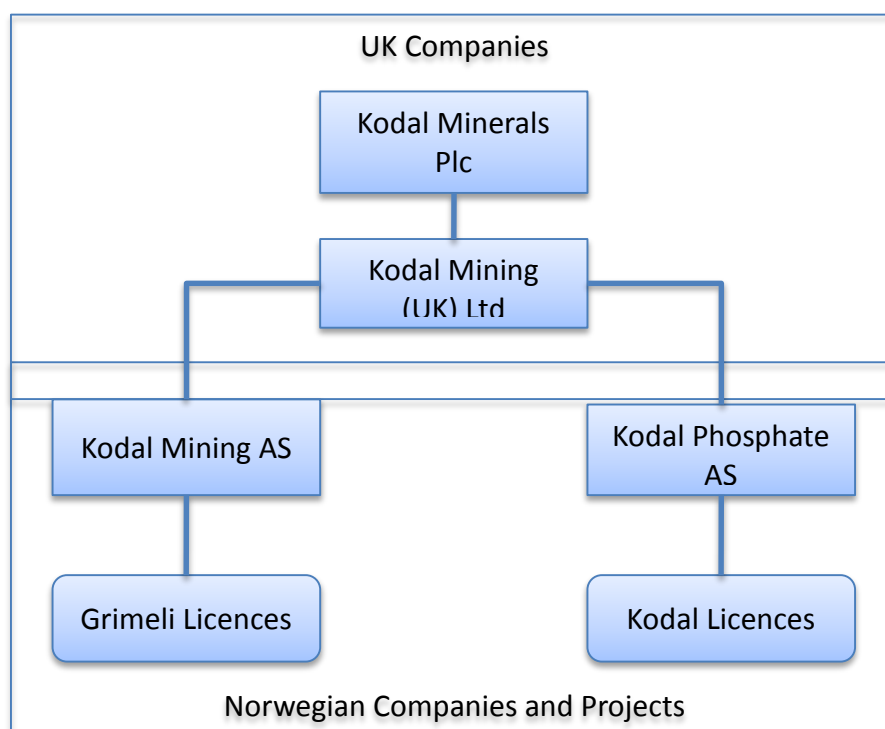 UK Companies
Kodal Minerals
Plc
Kodal Mining
(UK) Ltd
Kodal Mining AS
Kodal Phosphate
AS
Grimeli Licences
Kodal Licences
Norwegian Companies and Projects